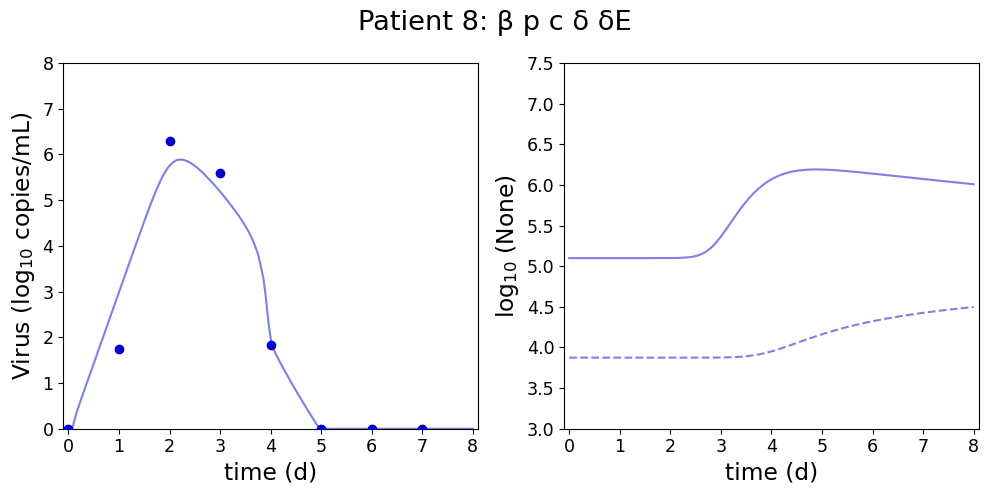 Patient 8: β p c δ δE
Virus (log10 copies/mL)
8
7
6
5
4
3
2
1
0
0 1 2 3 4 5 6 7 8
time (d)
log10 (None)
7.5
7.0
6.5
6.0
5.5
5.0
4.5
4.0
3.5
3.0
0 1 2 3 4 5 6 7 8
time (d)